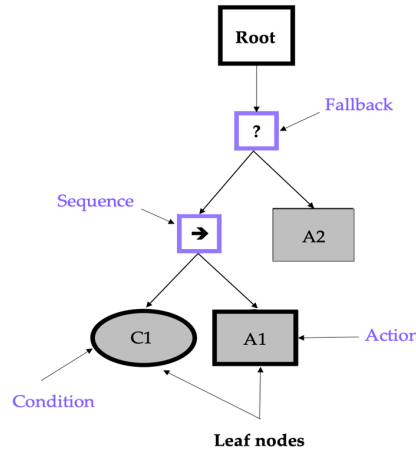 Root
Fallback
?
Sequence
➔
A2
C1
A1
Action
Condition
Leaf nodes